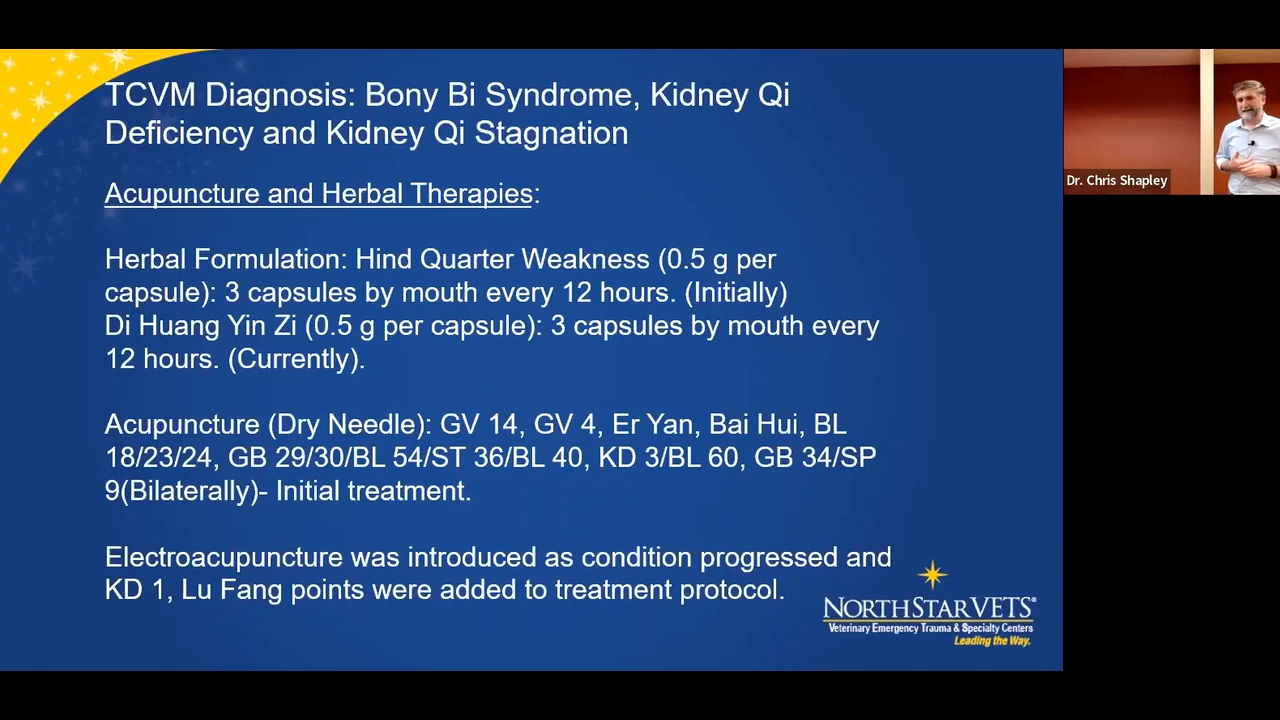 TCVM Diagnosis: Bony Bi Syndrome, Kidney Qi
Deficiency and Kidney Qi Stagnation
Acupuncture and Herbal Therapies:
Herbal Formulation: Hind Quarter Weakness (0.5 g per
capsule): 3 capsules by mouth every 12 hours. (Initially)
Di Huang Yin Zi (0.5 g per capsule): 3 capsules by mouth every
12 hours. (Currently).
Acupuncture (Dry Needle): GV 14, GV 4, Er Yan, Bai Hui, BL
18/23/24, GB 29/30/BL 54/ST 36/BL 40, KD 3/BL 60, GB 34/SP
9(Bilaterally)- Initial treatment.
Electroacupuncture was introduced as condition progressed and
KD 1, Lu Fang points were added to treatment protocol.
NORTHSTARVETS®
Veterinary Emergency Trauma & Specialty Centers
Leading the Way.
Dr. Chris Shapley